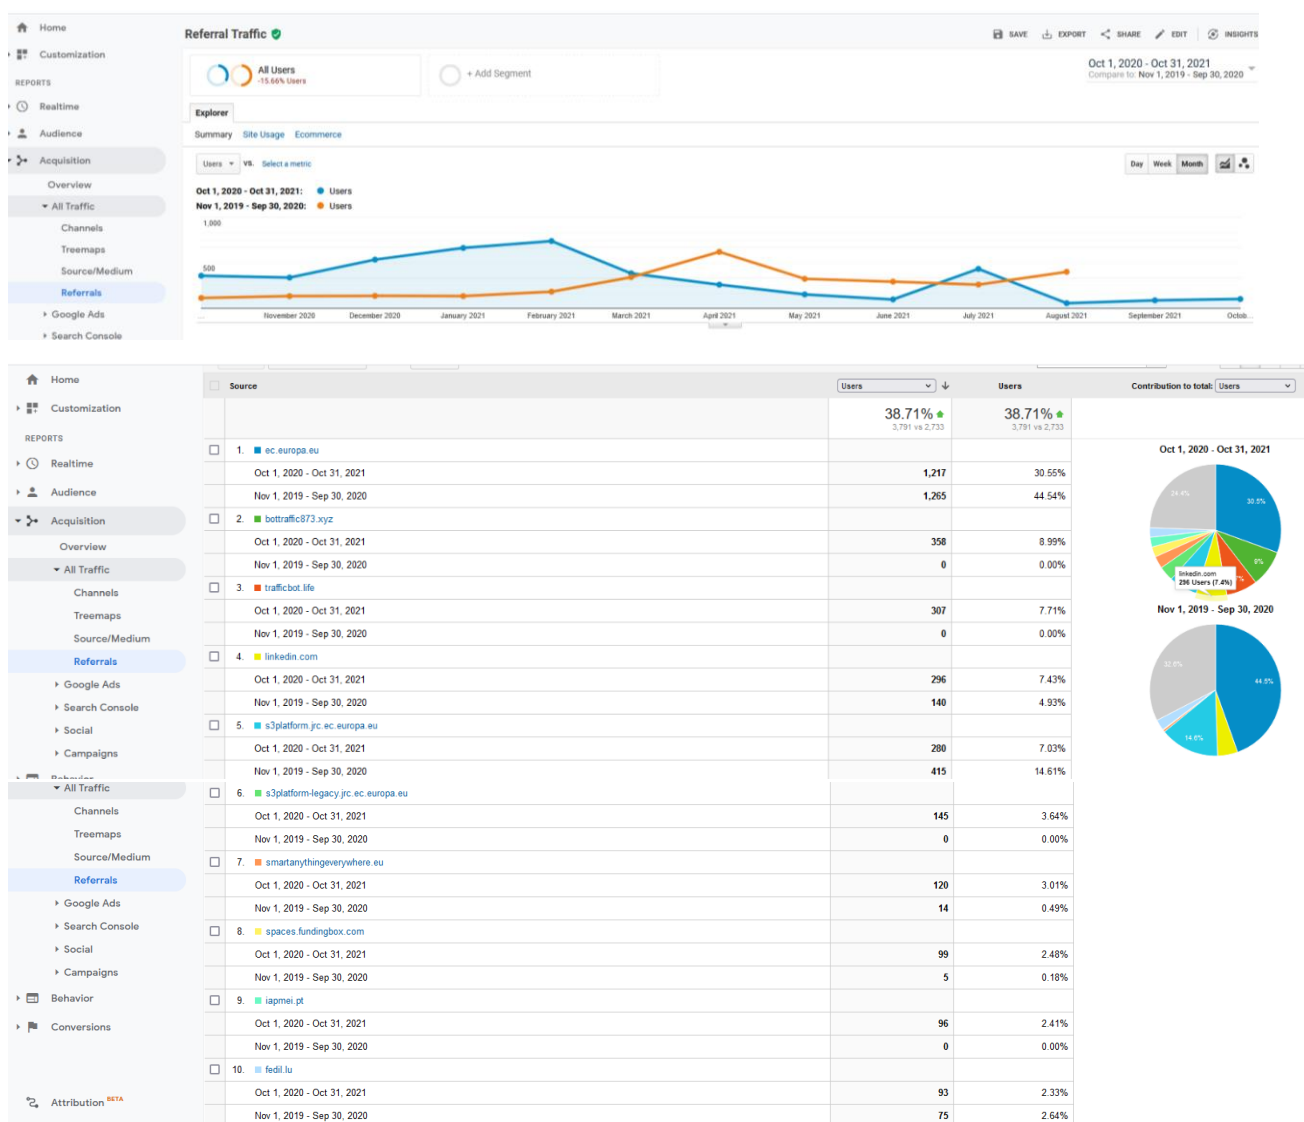 Home
Customization
REPORTS
Realtime
Audience
Acquisition
Overview
All Traffic
Channels
Treemaps
Source/Medium
Referrals
Google Ads
Search Console
Referral Traffic
SAVE EXPORT SHARE EDIT INSIGHTS
All Users
-15.66% Users
+ Add Segment
Oct 1, 2020 - Oct 31, 2021
Compare to: Nov 1, 2019 - Sep 30, 2020
Explorer
Summary Site Usage Ecommerce
Users VS. Select a metric
Day Week Month
Oct 1, 2020 - Oct 31, 2021: Users
Nov 1, 2019 - Sep 30, 2020: Users
1,000
500
... November 2020 December 2020 January 2021 February 2021 March 2021 April 2021 May 2021 June 2021 July 2021 August 2021 September 2021 Octob...
Home
Customization
REPORTS
Realtime
Audience
Acquisition
Overview
All Traffic
Channels
Treemaps
Source/Medium
Referrals
Google Ads
Search Console
Social
Campaigns
Behavior
All Traffic
Channels
Treemaps
Source/Medium
Referrals
Google Ads
Search Console
Social
Campaigns
Behavior
Conversions
Attribution BETA
Source Users Users Contribution to total: Users
38.71% 38.71%
3,791 vs 2,733 3,791 vs 2,733
1. ec.europa.eu
Oct 1, 2020 - Oct 31, 2021 1,217 30.55%
Nov 1, 2019 - Sep 30, 2020 1,265 44.54%
2. bottraffic873.xyz
Oct 1, 2020 - Oct 31, 2021 358 8.99%
Nov 1, 2019 - Sep 30, 2020 0 0.00%
3. trafficbot.life
Oct 1, 2020 - Oct 31, 2021 307 7.71%
Nov 1, 2019 - Sep 30, 2020 0 0.00%
4. linkedin.com
Oct 1, 2020 - Oct 31, 2021 296 7.43%
Nov 1, 2019 - Sep 30, 2020 140 4.93%
5. s3platform.jrc.ec.europa.eu
Oct 1, 2020 - Oct 31, 2021 280 7.03%
Nov 1, 2019 - Sep 30, 2020 415 14.61%
6. s3platform-legacy.jrc.ec.europa.eu
Oct 1, 2020 - Oct 31, 2021 145 3.64%
Nov 1, 2019 - Sep 30, 2020 0 0.00%
7. smartanythingeverywhere.eu
Oct 1, 2020 - Oct 31, 2021 120 3.01%
Nov 1, 2019 - Sep 30, 2020 14 0.49%
8. spaces.fundingbox.com
Oct 1, 2020 - Oct 31, 2021 99 2.48%
Nov 1, 2019 - Sep 30, 2020 5 0.18%
9. iapmei.pt
Oct 1, 2020 - Oct 31, 2021 96 2.41%
Nov 1, 2019 - Sep 30, 2020 0 0.00%
10. fedil.lu
Oct 1, 2020 - Oct 31, 2021 93 2.33%
Nov 1, 2019 - Sep 30, 2020 75 2.64%
Oct 1, 2020 - Oct 31, 2021
24.4%
30.5%
9%
linkedin.com
296 Users (7.4%)
Nov 1, 2019 - Sep 30, 2020
44.5%
14.6%